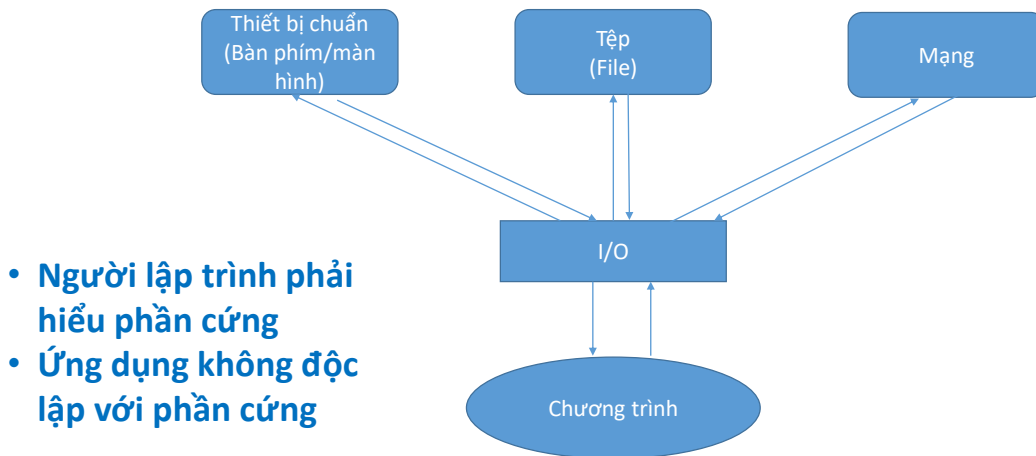 Thiết bị chuẩn
(Bàn phím/màn
hình)
Tệp
(File)
Mạng
I/O
• Người lập trình phải
hiểu phần cứng
• Ứng dụng không độc
lập với phần cứng
Chương trình